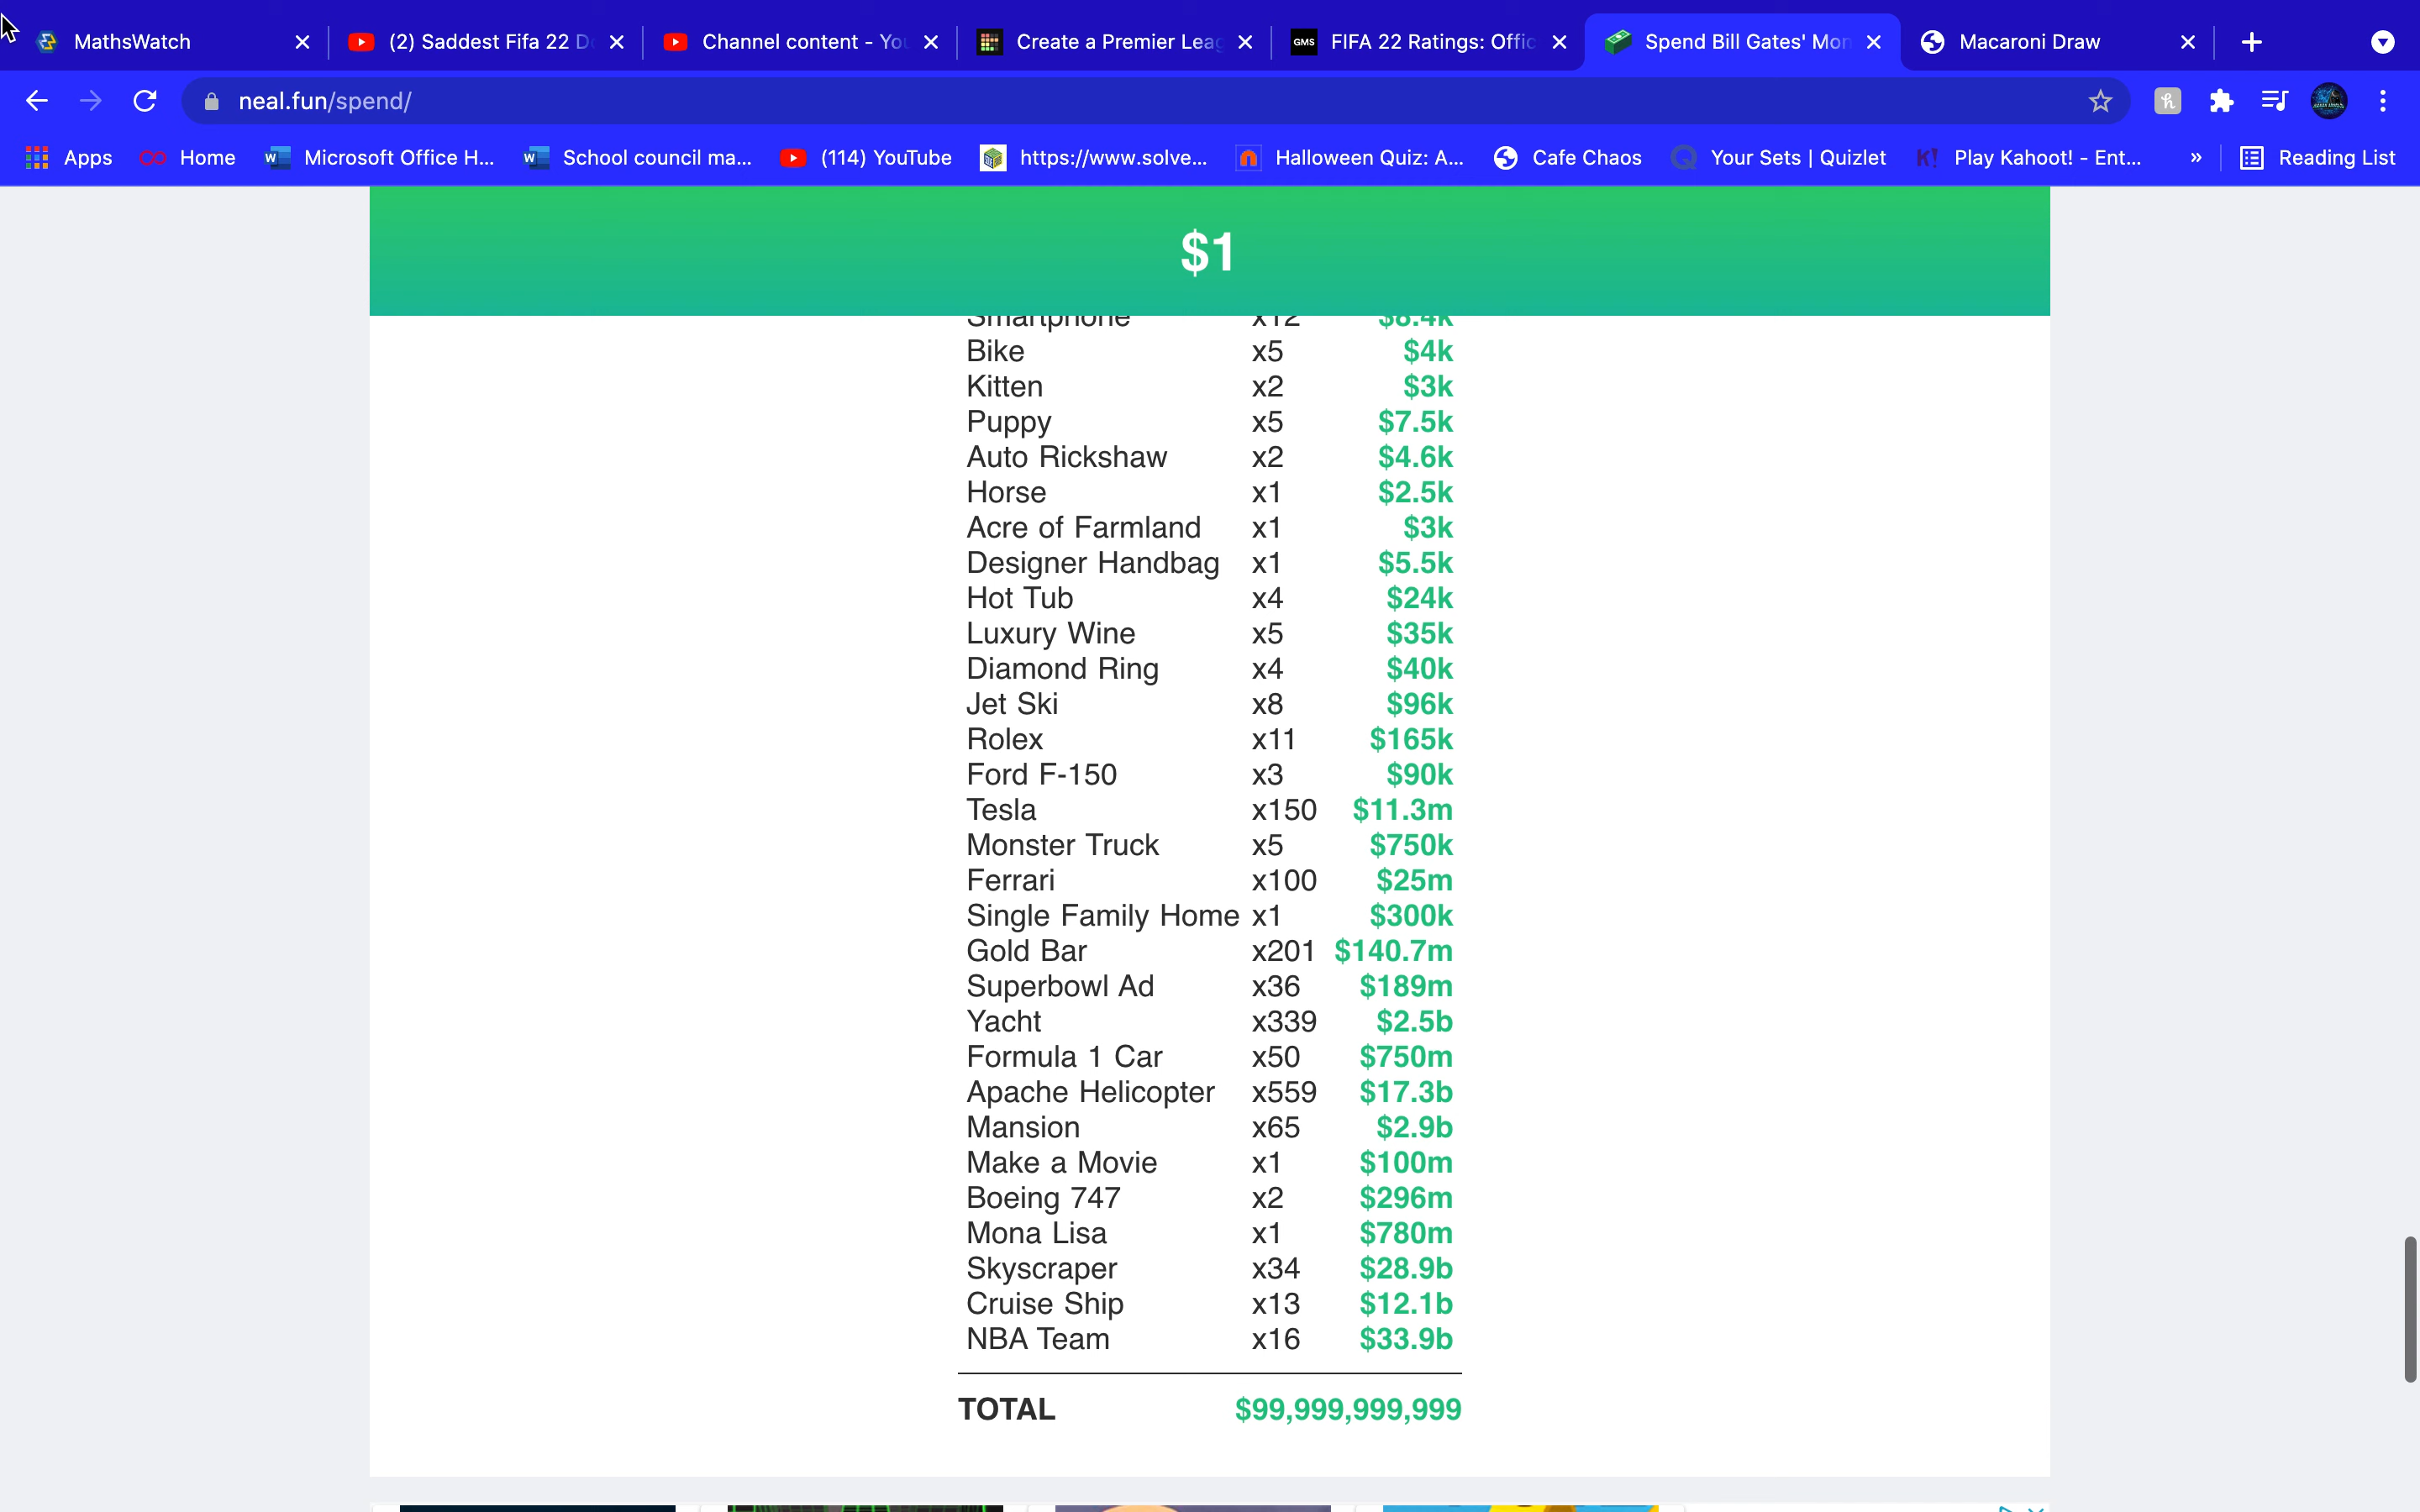 MathsWatch
(2) Saddest Fifa 22 D
Channel content - You
Create a Premier Leag
GMS FIFA 22 Ratings: Offic
Spend Bill Gates' Mon
Macaroni Draw
neal.fun/spend/
Apps
Home
Microsoft Office H...
School council ma...
(114) YouTube
https://www.solve...
Halloween Quiz: A...
Cafe Chaos
Your Sets | Quizlet
K! Play Kahoot! - Ent...
»
Reading List
$1
Smartphone x12 $8.4k
Bike x5 $4k
Kitten x2 $3k
Puppy x5 $7.5k
Auto Rickshaw x2 $4.6k
Horse x1 $2.5k
Acre of Farmland x1 $3k
Designer Handbag x1 $5.5k
Hot Tub x4 $24k
Luxury Wine x5 $35k
Diamond Ring x4 $40k
Jet Ski x8 $96k
Rolex x11 $165k
Ford F-150 x3 $90k
Tesla x150 $11.3m
Monster Truck x5 $750k
Ferrari x100 $25m
Single Family Home x1 $300k
Gold Bar x201 $140.7m
Superbowl Ad x36 $189m
Yacht x339 $2.5b
Formula 1 Car x50 $750m
Apache Helicopter x559 $17.3b
Mansion x65 $2.9b
Make a Movie x1 $100m
Boeing 747 x2 $296m
Mona Lisa x1 $780m
Skyscraper x34 $28.9b
Cruise Ship x13 $12.1b
NBA Team x16 $33.9b
TOTAL $99,999,999,999